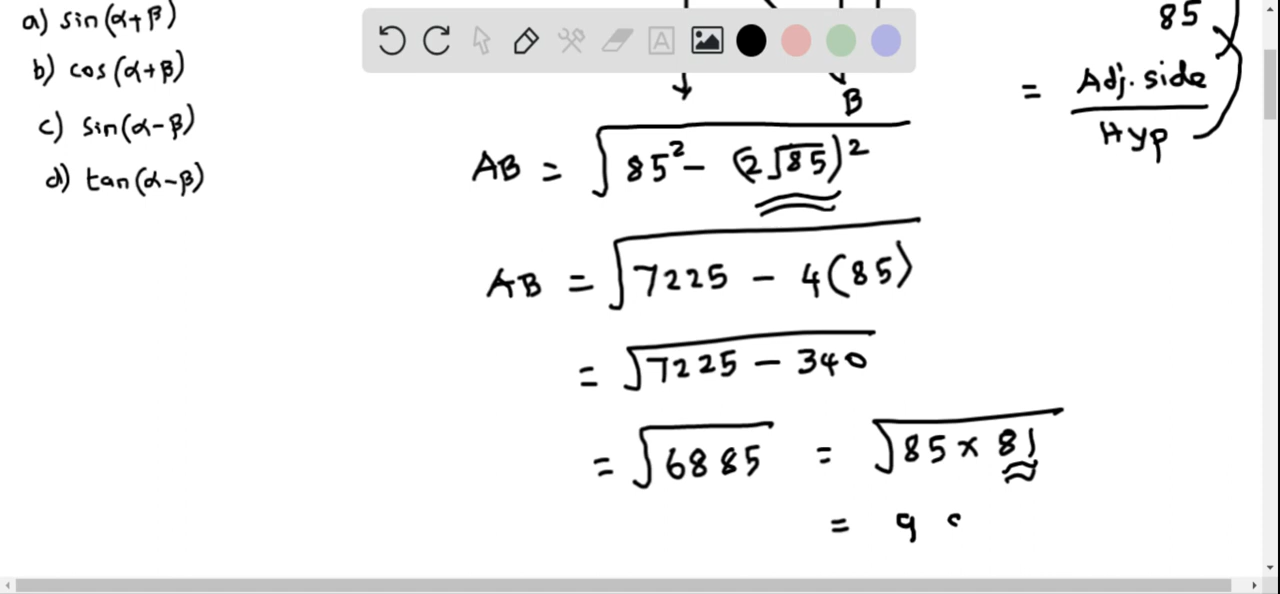 a) sin(α+β)
b) cos(α+β)
c) sin(α-β)
d) tan(α-β)
85
= Adj. side / Hyp
B
AB = √(85² - (2√85)²)
AB = √(7225 - 4(85))
= √(7225 - 340)
= √6885 = √(85 × 81)
= 9